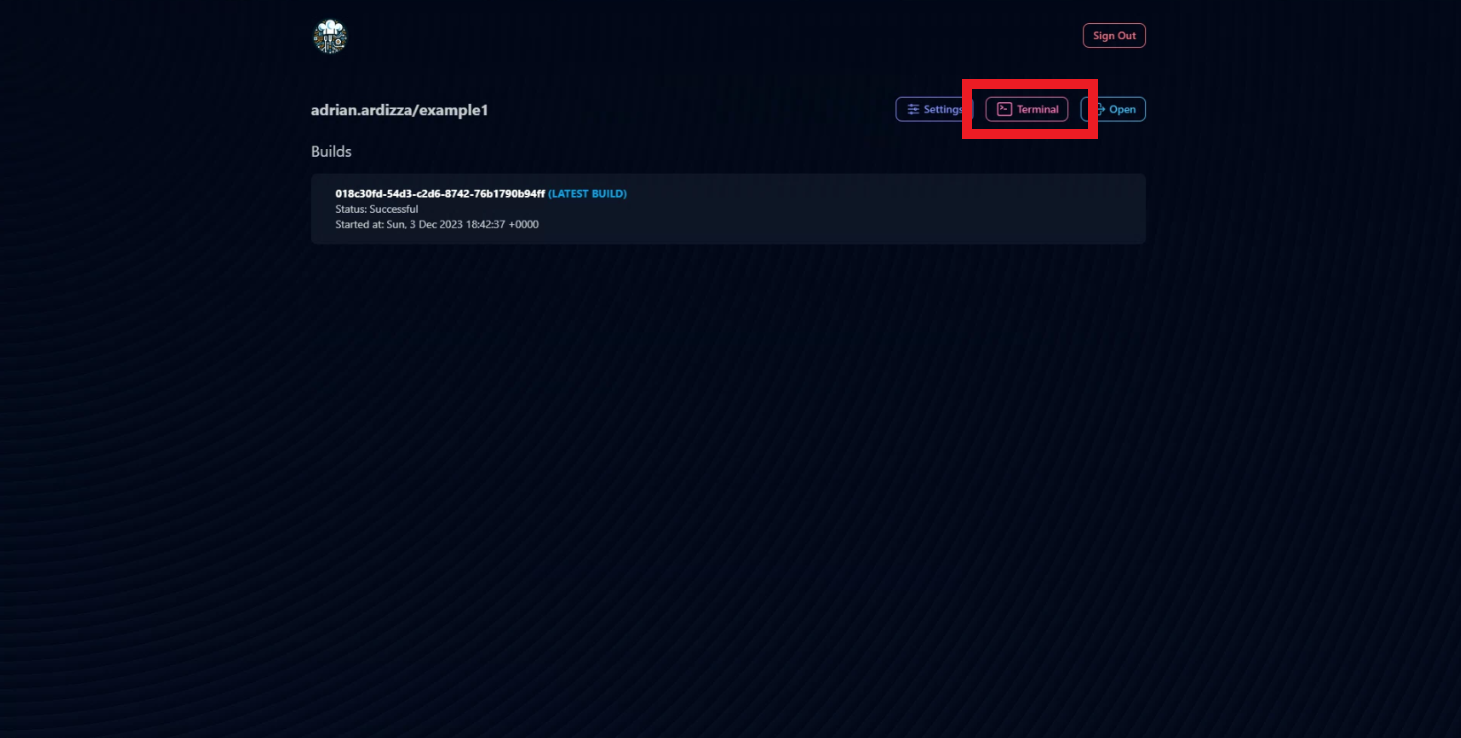 Sign Out
adrian.ardizza/example1
Settings
Terminal
Open
Builds
018c30fd-54d3-c2d6-8742-76b1790b94ff (LATEST BUILD)
Status: Successful
Started at: Sun, 3 Dec 2023 18:42:37 +0000